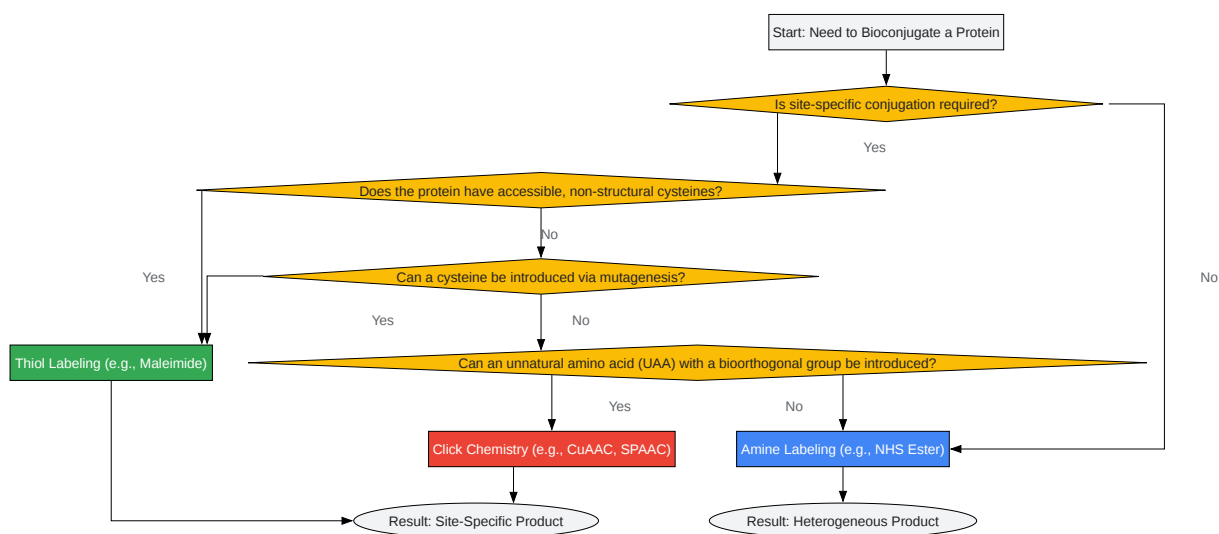 Start: Need to Bioconjugate a Protein
Is site-specific conjugation required?
Yes
Does the protein have accessible, non-structural cysteines?
No
Yes
Can a cysteine be introduced via mutagenesis?
No
Yes
No
Thiol Labeling (e.g., Maleimide)
Can an unnatural amino acid (UAA) with a bioorthogonal group be introduced?
Yes
No
Click Chemistry (e.g., CuAAC, SPAAC)
Amine Labeling (e.g., NHS Ester)
Result: Site-Specific Product
Result: Heterogeneous Product